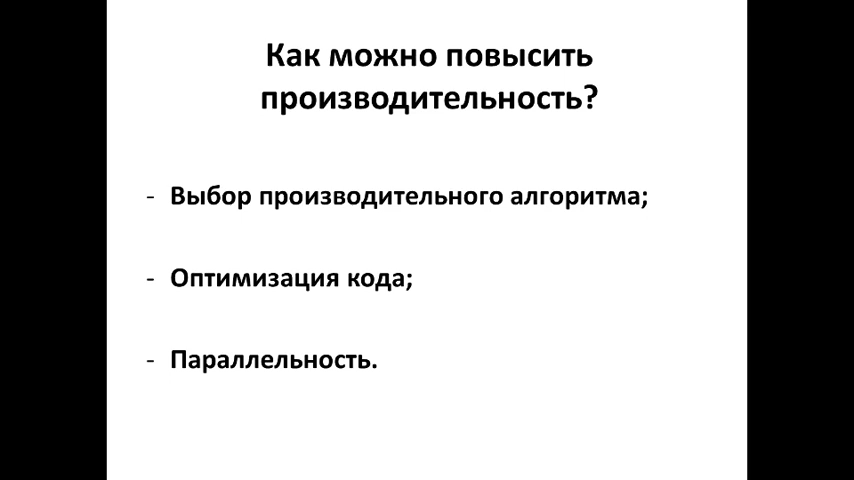 Как можно повысить
производительность?
- Выбор производительного алгоритма;
- Оптимизация кода;
- Параллельность.